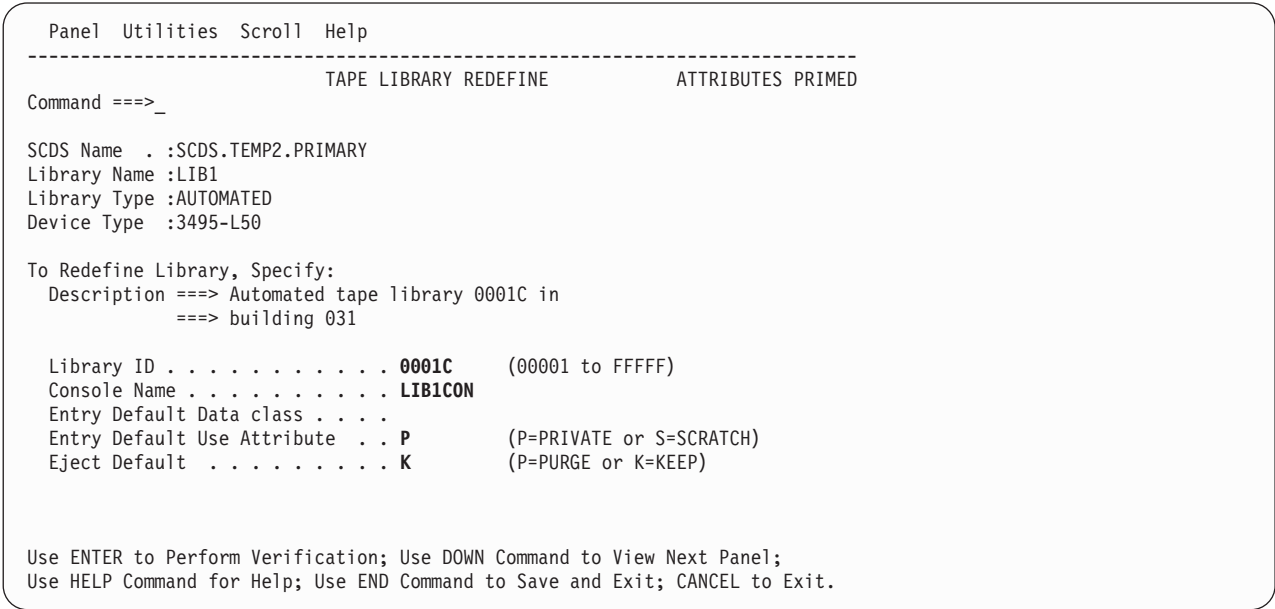 Panel Utilities Scroll Help
------------------------------------------------------------------------------
TAPE LIBRARY REDEFINE ATTRIBUTES PRIMED
Command ===>_
SCDS Name . :SCDS.TEMP2.PRIMARY
Library Name :LIB1
Library Type :AUTOMATED
Device Type :3495-L50
To Redefine Library, Specify:
Description ===> Automated tape library 0001C in
===> building 031
Library ID . . . . . . . . . . . 0001C (00001 to FFFFF)
Console Name . . . . . . . . . . LIB1CON
Entry Default Data class . . . .
Entry Default Use Attribute . . P (P=PRIVATE or S=SCRATCH)
Eject Default . . . . . . . . . K (P=PURGE or K=KEEP)
Use ENTER to Perform Verification; Use DOWN Command to View Next Panel;
Use HELP Command for Help; Use END Command to Save and Exit; CANCEL to Exit.